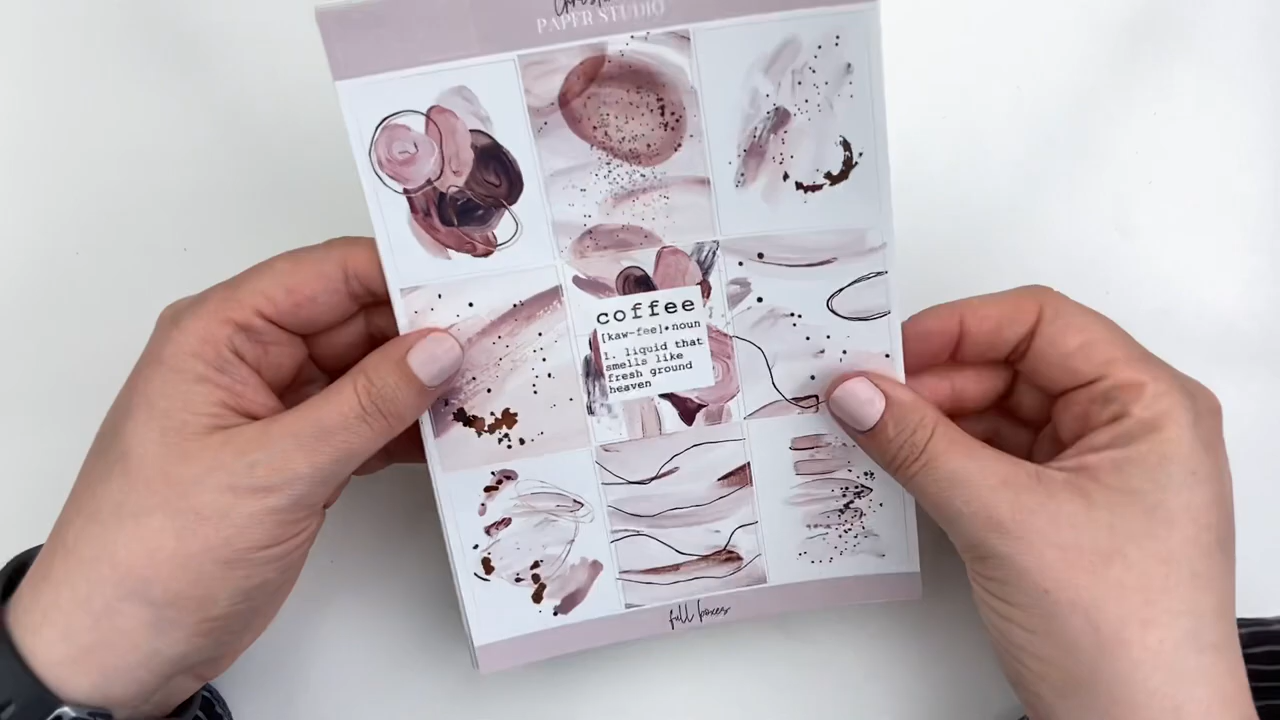 PAPER STUDIO
coffee
[kaw-fee]•noun
1. liquid that
smells like
fresh ground
heaven
full boxes